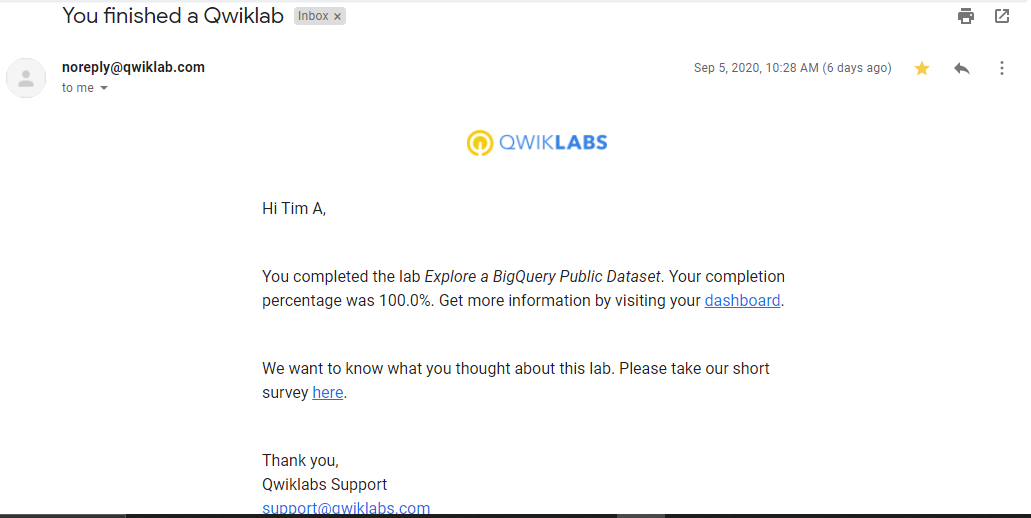 You finished a Qwiklab Inbox x
noreply@qwiklab.com Sep 5, 2020, 10:28 AM (6 days ago)
to me
QWIKLABS
Hi Tim A,
You completed the lab Explore a BigQuery Public Dataset. Your completion
percentage was 100.0%. Get more information by visiting your dashboard.
We want to know what you thought about this lab. Please take our short
survey here.
Thank you,
Qwiklabs Support
support@qwiklabs.com